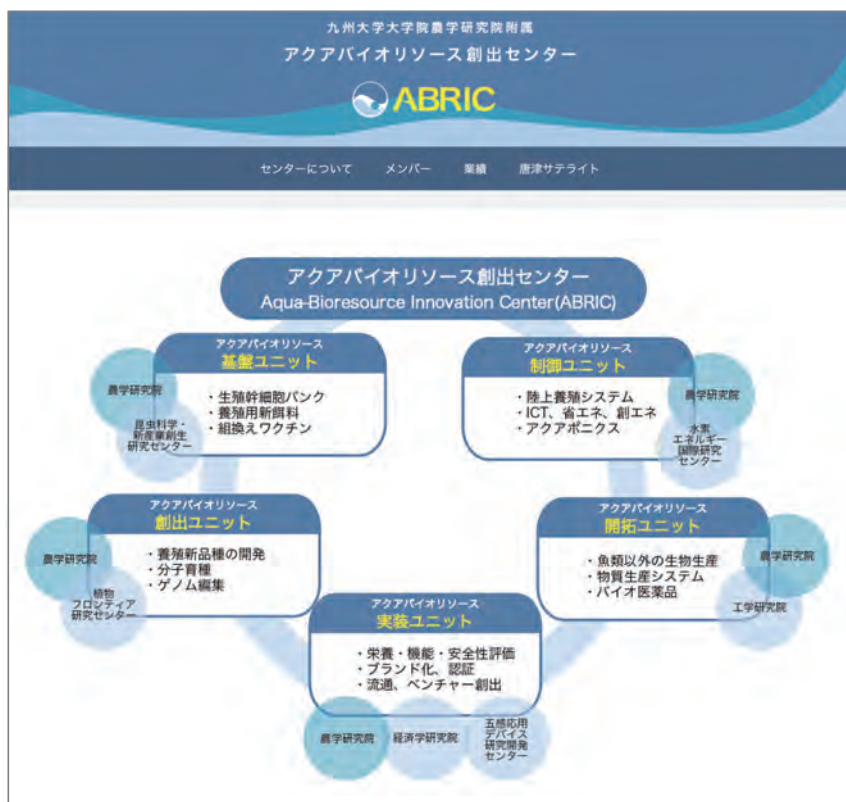 九州大学大学院農学研究院附属
アクアバイオリソース創出センター
ABRIC
センターについて メンバー 業績 唐津サテライト
アクアバイオリソース創出センター
Aqua-Bioresource Innovation Center(ABRIC)
アクアバイオリソース
基盤ユニット
・生殖幹細胞バンク
・養殖用新餌料
・組換えワクチン
農学研究院
昆虫科学・
新産業創生
研究センター
アクアバイオリソース
制御ユニット
・陸上養殖システム
・ICT、省エネ、創エネ
・アクアポニクス
農学研究院
水素
エネルギー
国際研究
センター
アクアバイオリソース
創出ユニット
・養殖新品種の開発
・分子育種
・ゲノム編集
農学研究院
植物
フロンティア
研究センター
アクアバイオリソース
開拓ユニット
・魚類以外の生物生産
・物質生産システム
・バイオ医薬品
農学研究院
工学研究院
アクアバイオリソース
実装ユニット
・栄養・機能・安全性評価
・ブランド化、認証
・流通、ベンチャー創出
農学研究院
経済学研究院
五感応用
デバイス
研究開発
センター